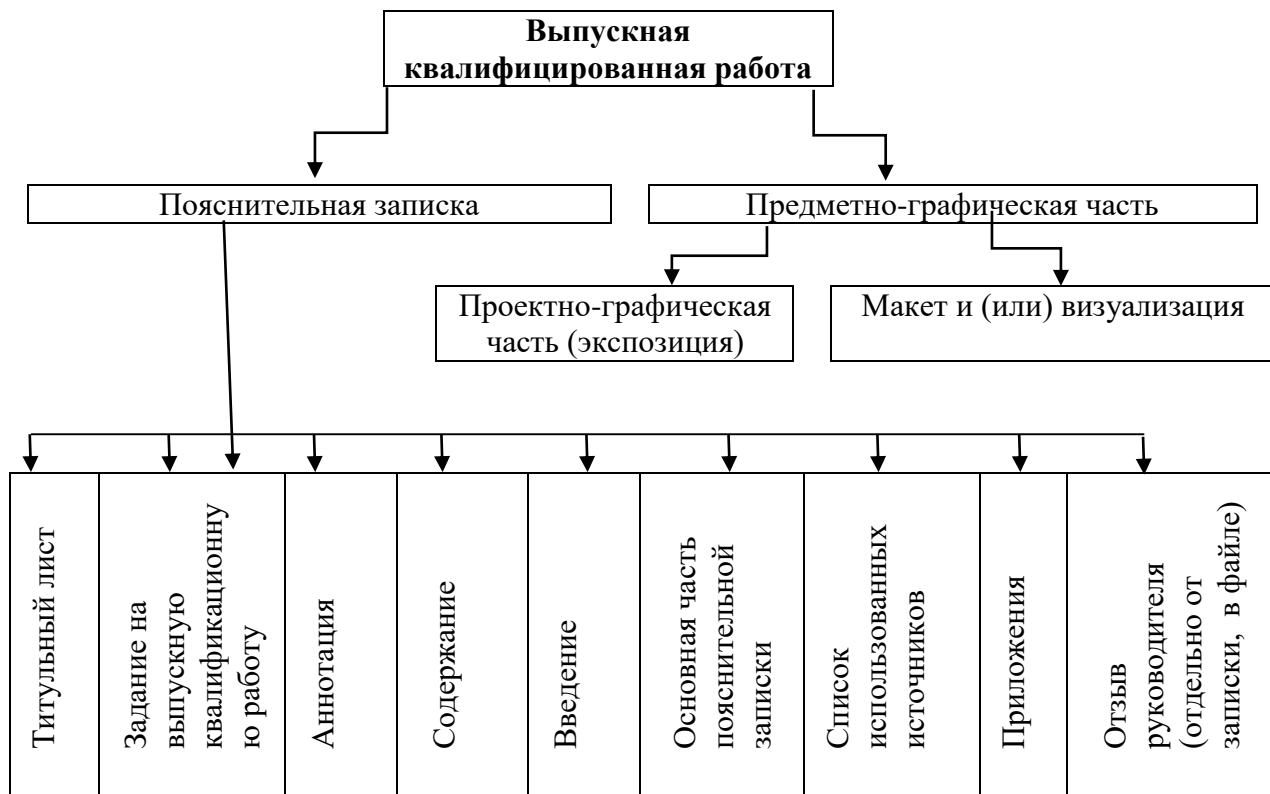 Выпускная
квалифицированная работа
Пояснительная записка
Предметно-графическая часть
Проектно-графическая
часть (экспозиция)
Макет и (или) визуализация
Титульный лист
Задание на
выпускную
квалификационну
ю работу
Аннотация
Содержание
Введение
Основная часть
пояснительной
записки
Список
использованных
источников
Приложения
Отзыв
руководителя
(отдельно от
записки, в файле)